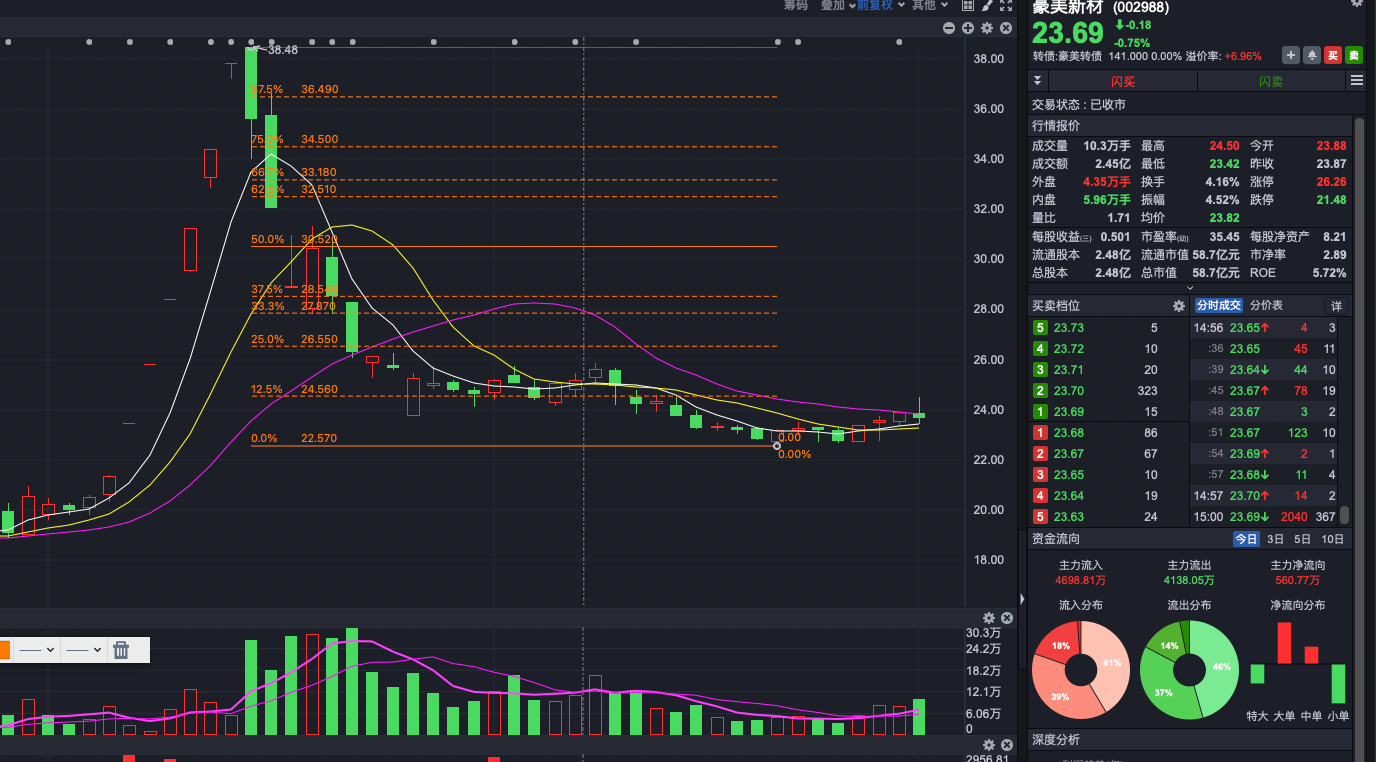 筹码 叠加 前复权 其他
豪美新材 (002988)
23.69 -0.18
-0.75%
转债:豪美转债 141.000 0.00% 溢价率: +6.96%
买 卖
闪买 闪卖
交易状态 : 已收市
行情报价
成交量 10.3万手 最高 24.50 今开 23.88
成交额 2.45亿 最低 23.42 昨收 23.87
外盘 4.35万手 换手 4.16% 涨停 26.26
内盘 5.96万手 振幅 4.52% 跌停 21.48
量比 1.71 均价 23.82
每股收益(三) 0.501 市盈率(动) 35.45 每股净资产 8.21
流通股本 2.48亿 流通市值 58.7亿元 市净率 2.89
总股本 2.48亿 总市值 58.7亿元 ROE 5.72%
买卖档位 分时成交 分价表 详
5 23.73 5 14:56 23.65↑ 4 3
4 23.72 10 :36 23.65 45 11
3 23.71 20 :39 23.64↓ 44 10
2 23.70 323 :45 23.67↑ 78 19
1 23.69 15 :48 23.67 3 2
1 23.68 86 :51 23.67 123 10
2 23.67 67 :54 23.69↑ 2 1
3 23.65 10 :57 23.68↓ 11 4
4 23.64 19 14:57 23.70↑ 14 2
5 23.63 24 15:00 23.69↓ 2040 367
资金流向 今日 3日 5日 10日
主力流入 主力流出 主力净流向
4698.81万 4138.05万 560.77万
流入分布 流出分布 净流向分布
18% 41% 39%
14% 46% 37%
特大 大单 中单 小单
深度分析
38.48
36.490
75.0% 34.500
33.180
32.510
50.0% 30.520
37.5% 28.540
33.3% 27.870
25.0% 26.550
12.5% 24.560
0.0% 22.570
0.00
0.00%
38.00
36.00
34.00
32.00
30.00
28.00
26.00
24.00
22.00
20.00
18.00
30.3万
24.2万
18.2万
12.1万
6.06万
0
2956.81